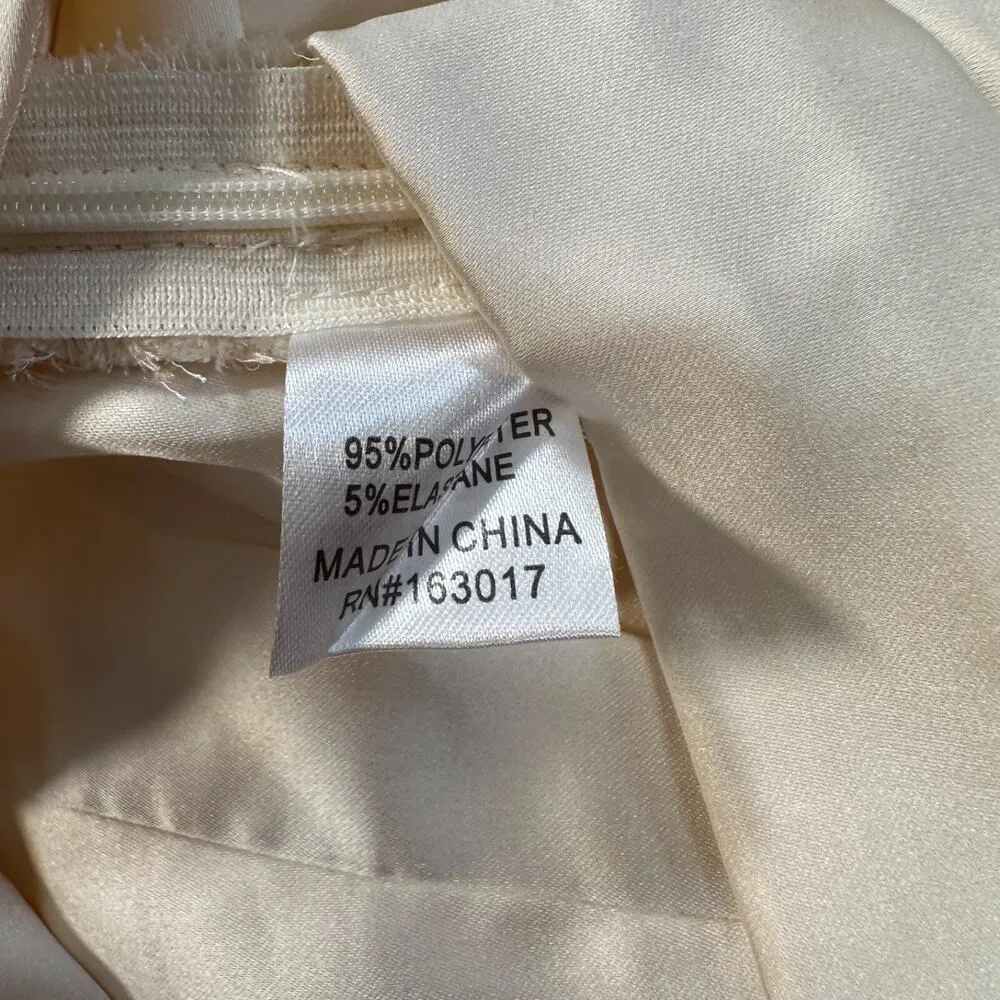 95%POLYESTER
5%ELASTANE
MADE IN CHINA
RN#163017